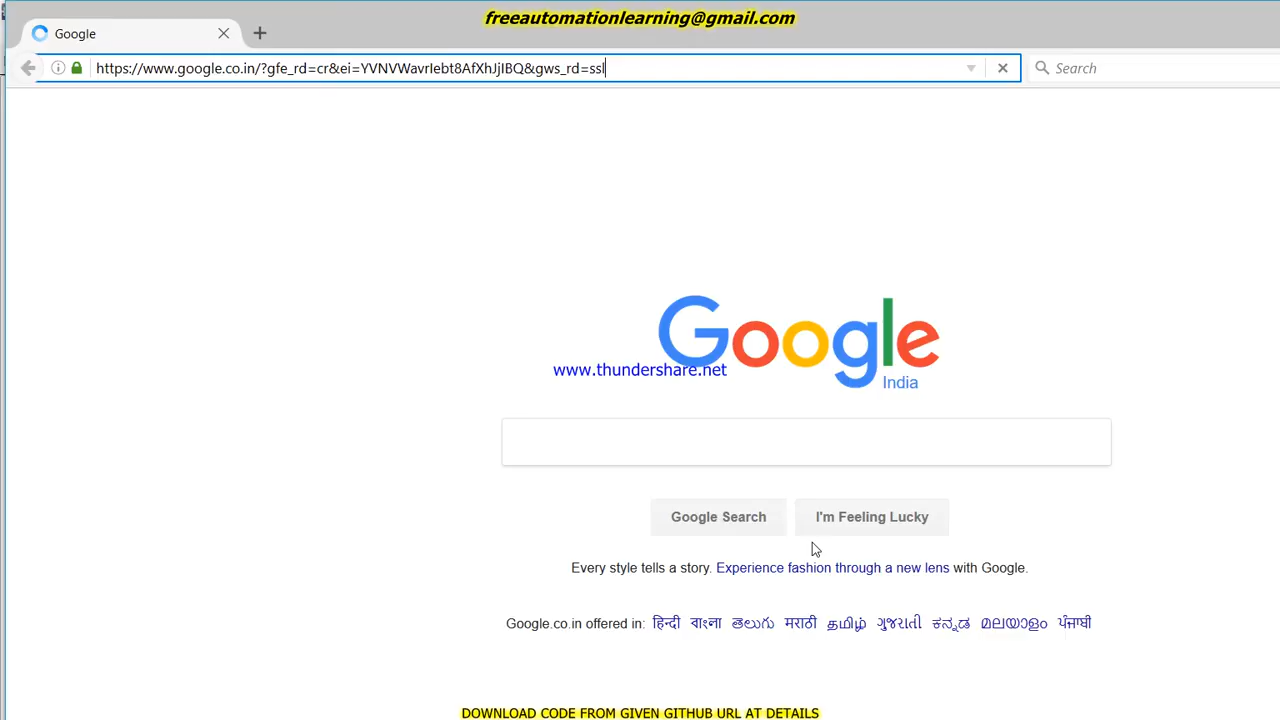 freeautomationlearning@gmail.com
Google
https://www.google.co.in/?gfe_rd=cr&ei=YVNVWavrIebt8AfXhJjIBQ&gws_rd=ssl
Search
Google
India
www.thundershare.net
Google Search
I'm Feeling Lucky
Every style tells a story. Experience fashion through a new lens with Google.
Google.co.in offered in: हिन्दी বাংলা తెలుగు मराठी தமிழ் ગુજરાતી ಕನ್ನಡ മലയാളം ਪੰਜਾਬੀ
DOWNLOAD CODE FROM GIVEN GITHUB URL AT DETAILS